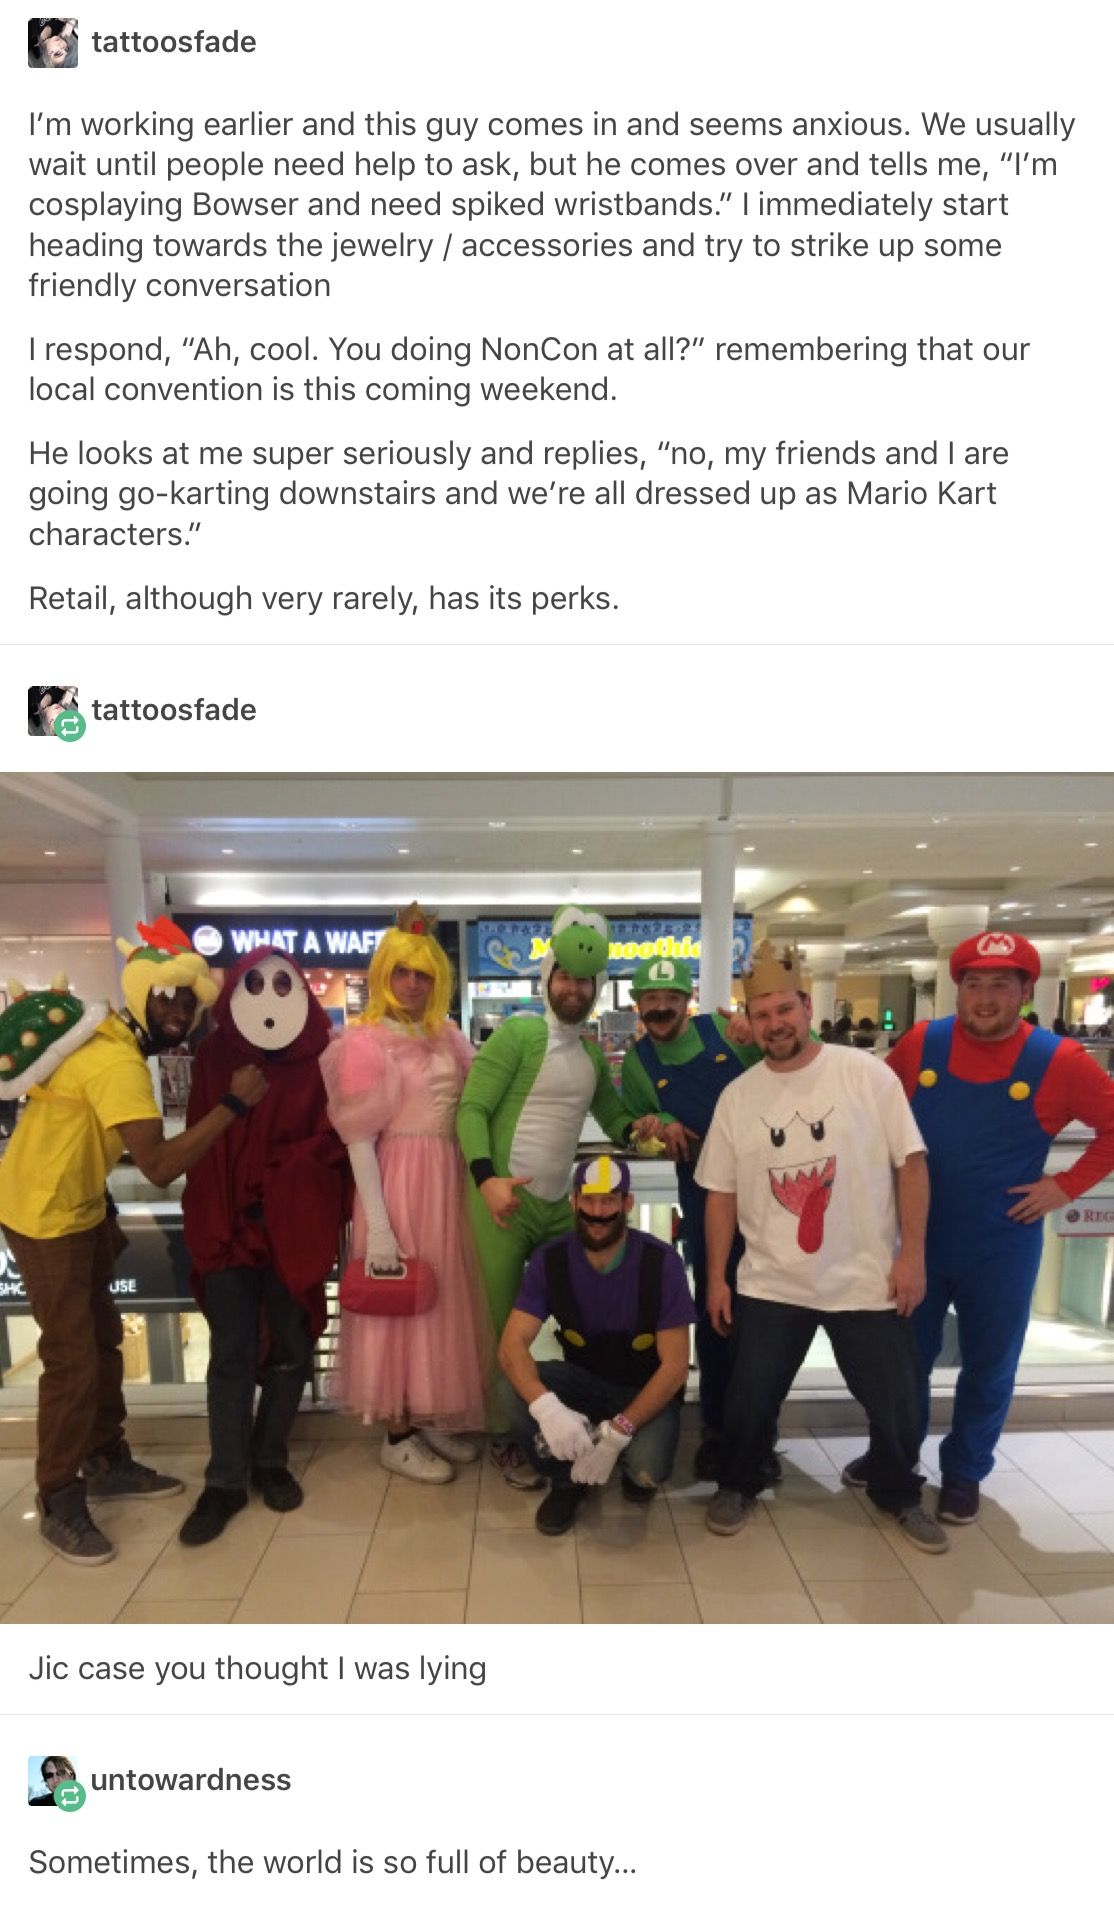 tattoosfade
I’m working earlier and this guy comes in and seems anxious. We usually
wait until people need help to ask, but he comes over and tells me, “I’m
cosplaying Bowser and need spiked wristbands.” I immediately start
heading towards the jewelry / accessories and try to strike up some
friendly conversation
I respond, “Ah, cool. You doing NonCon at all?” remembering that our
local convention is this coming weekend.
He looks at me super seriously and replies, “no, my friends and I are
going go-karting downstairs and we’re all dressed up as Mario Kart
characters.”
Retail, although very rarely, has its perks.
tattoosfade
WHAT A WAFF
M
moothie
L
M
REG
USE
Jic case you thought I was lying
untowardness
Sometimes, the world is so full of beauty...